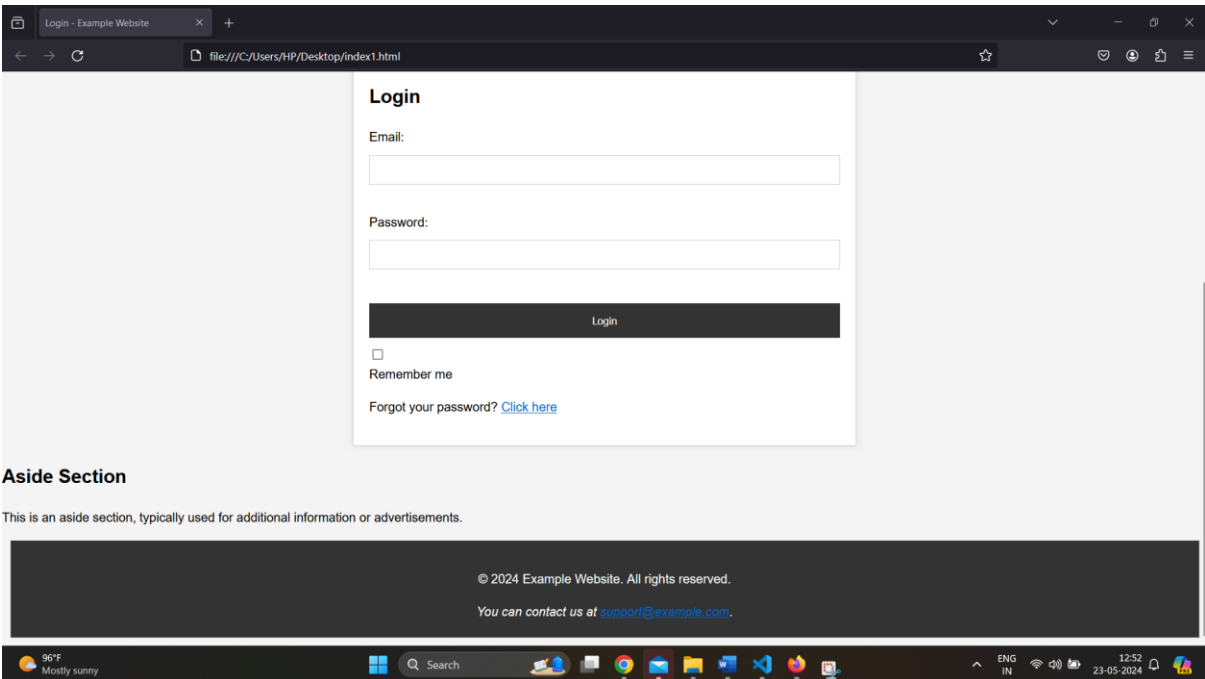 Login - Example Website
file:///C:/Users/HP/Desktop/index1.html
Login
Email:
Password:
Login
Remember me
Forgot your password? Click here
Aside Section
This is an aside section, typically used for additional information or advertisements.
© 2024 Example Website. All rights reserved.
You can contact us at support@example.com.
96°F
Mostly sunny
Search
ENG
IN
12:52
23-05-2024